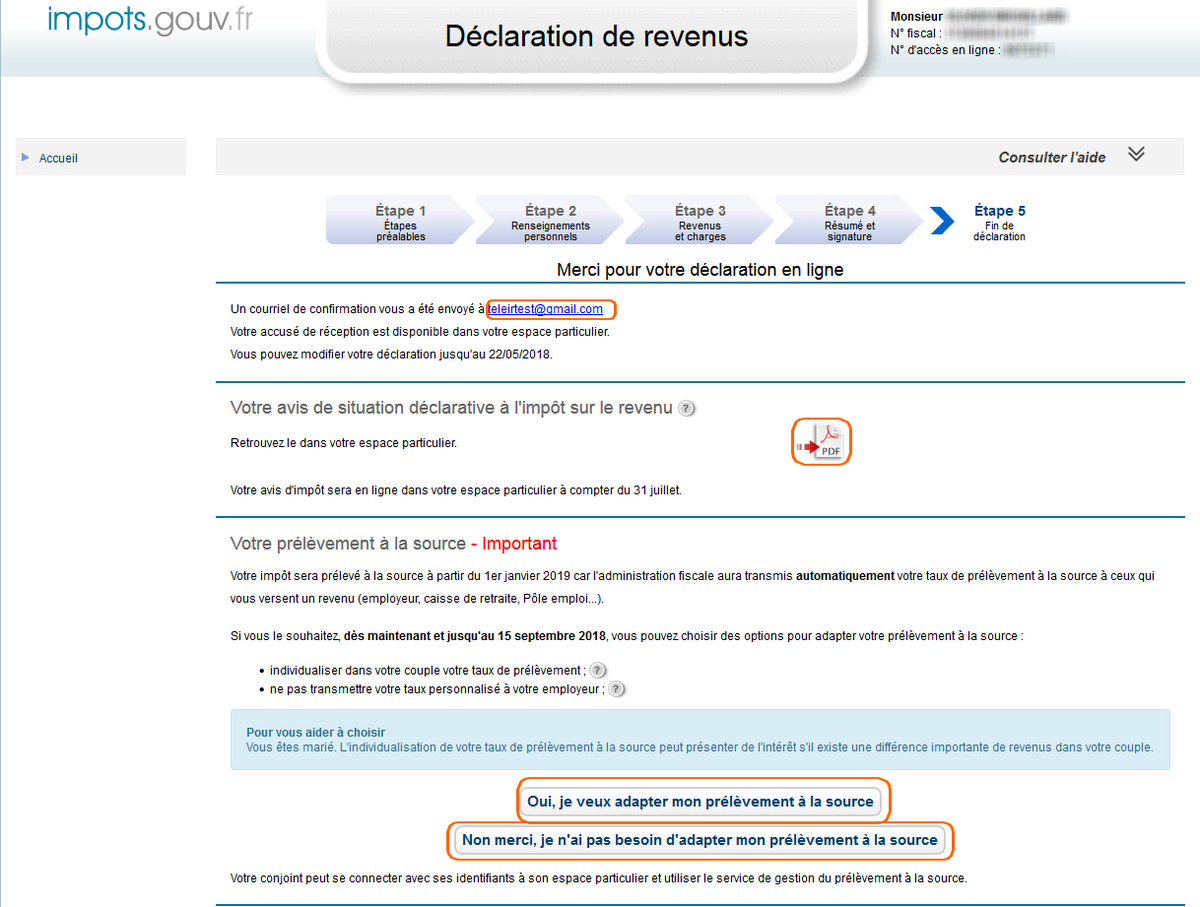 impots.gouv.fr
Déclaration de revenus
Monsieur
N° fiscal :
N° d'accès en ligne :
Accueil
Consulter l'aide
Étape 1
Étapes
préalables
Étape 2
Renseignements
personnels
Étape 3
Revenus
et charges
Étape 4
Résumé et
signature
Étape 5
Fin de
déclaration
Merci pour votre déclaration en ligne
Un courriel de confirmation vous a été envoyé à teleirtest@gmail.com
Votre accusé de réception est disponible dans votre espace particulier.
Vous pouvez modifier votre déclaration jusqu'au 22/05/2018.
Votre avis de situation déclarative à l'impôt sur le revenu ?
Retrouvez le dans votre espace particulier.
PDF
Votre avis d'impôt sera en ligne dans votre espace particulier à compter du 31 juillet.
Votre prélèvement à la source - Important
Votre impôt sera prélevé à la source à partir du 1er janvier 2019 car l'administration fiscale aura transmis automatiquement votre taux de prélèvement à la source à ceux qui
vous versent un revenu (employeur, caisse de retraite, Pôle emploi...).
Si vous le souhaitez, dès maintenant et jusqu'au 15 septembre 2018, vous pouvez choisir des options pour adapter votre prélèvement à la source :
• individualiser dans votre couple votre taux de prélèvement ; ?
• ne pas transmettre votre taux personnalisé à votre employeur ; ?
Pour vous aider à choisir
Vous êtes marié. L'individualisation de votre taux de prélèvement à la source peut présenter de l'intérêt s'il existe une différence importante de revenus dans votre couple.
Oui, je veux adapter mon prélèvement à la source
Non merci, je n'ai pas besoin d'adapter mon prélèvement à la source
Votre conjoint peut se connecter avec ses identifiants à son espace particulier et utiliser le service de gestion du prélèvement à la source.